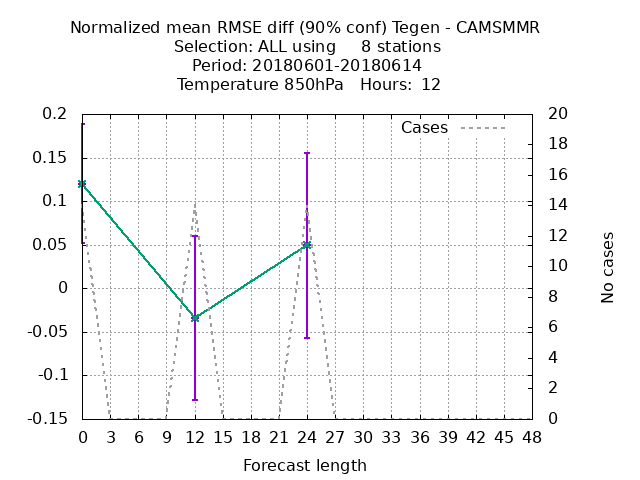 Normalized mean RMSE diff (90% conf) Tegen - CAMSMMR
Selection: ALL using 8 stations
Period: 20180601-20180614
Temperature 850hPa Hours: 12
Cases
0.2
0.15
0.1
0.05
0
-0.05
-0.1
-0.15
20
18
16
14
12
10
8
6
4
2
0
No cases
0 3 6 9 12 15 18 21 24 27 30 33 36 39 42 45 48
Forecast length